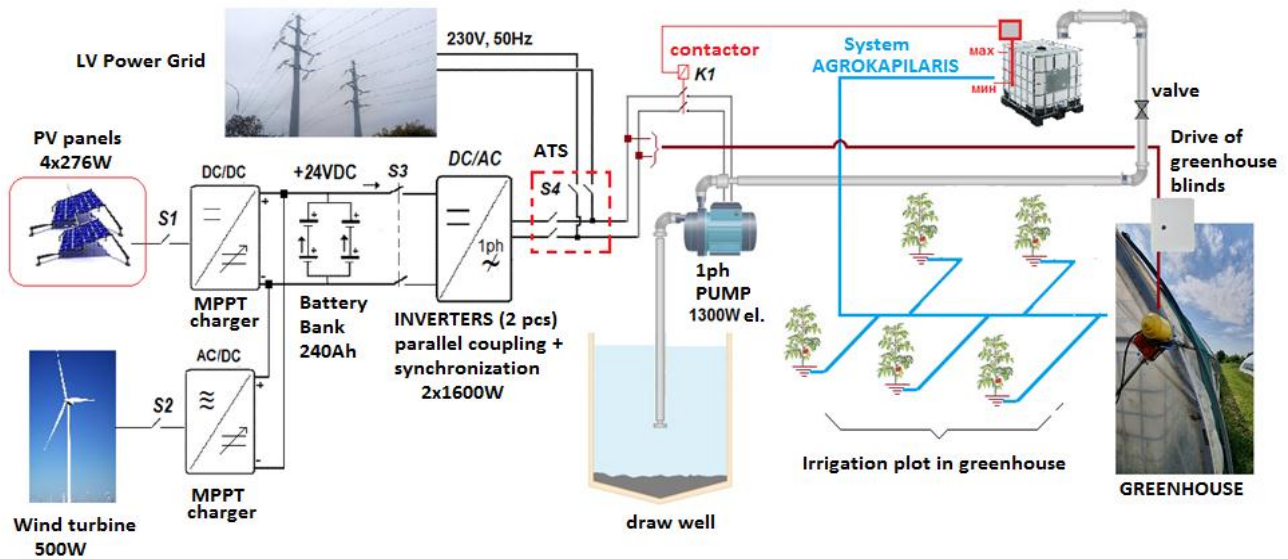 LV Power Grid
230V, 50Hz
contactor
K1
System
AGROKAPILARIS
мах
мин
valve
Drive of
greenhouse
blinds
PV panels
4x276W
S1
DC/DC
+
-
MPPT
charger
+24VDC
S3
+ +
+ +
Battery
Bank
240Ah
DC/AC
1ph
INVERTERS (2 pcs)
parallel coupling +
synchronization
2x1600W
ATS
S4
1ph
PUMP
1300W el.
Wind turbine
500W
S2
AC/DC
+
-
MPPT
charger
draw well
Irrigation plot in greenhouse
GREENHOUSE